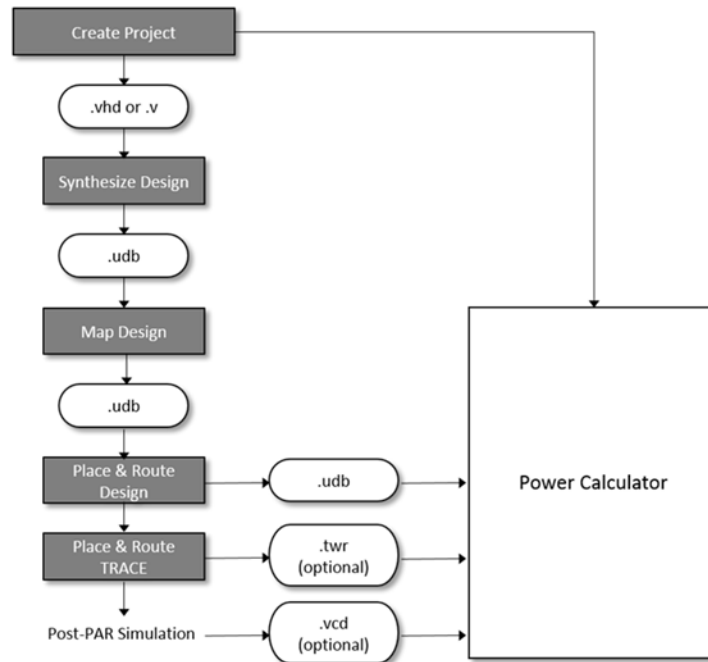 Create Project
.vhd or .v
Synthesize Design
.udb
Map Design
.udb
Place & Route
Design
.udb
Power Calculator
Place & Route
TRACE
.twr
(optional)
Post-PAR Simulation
.vcd
(optional)